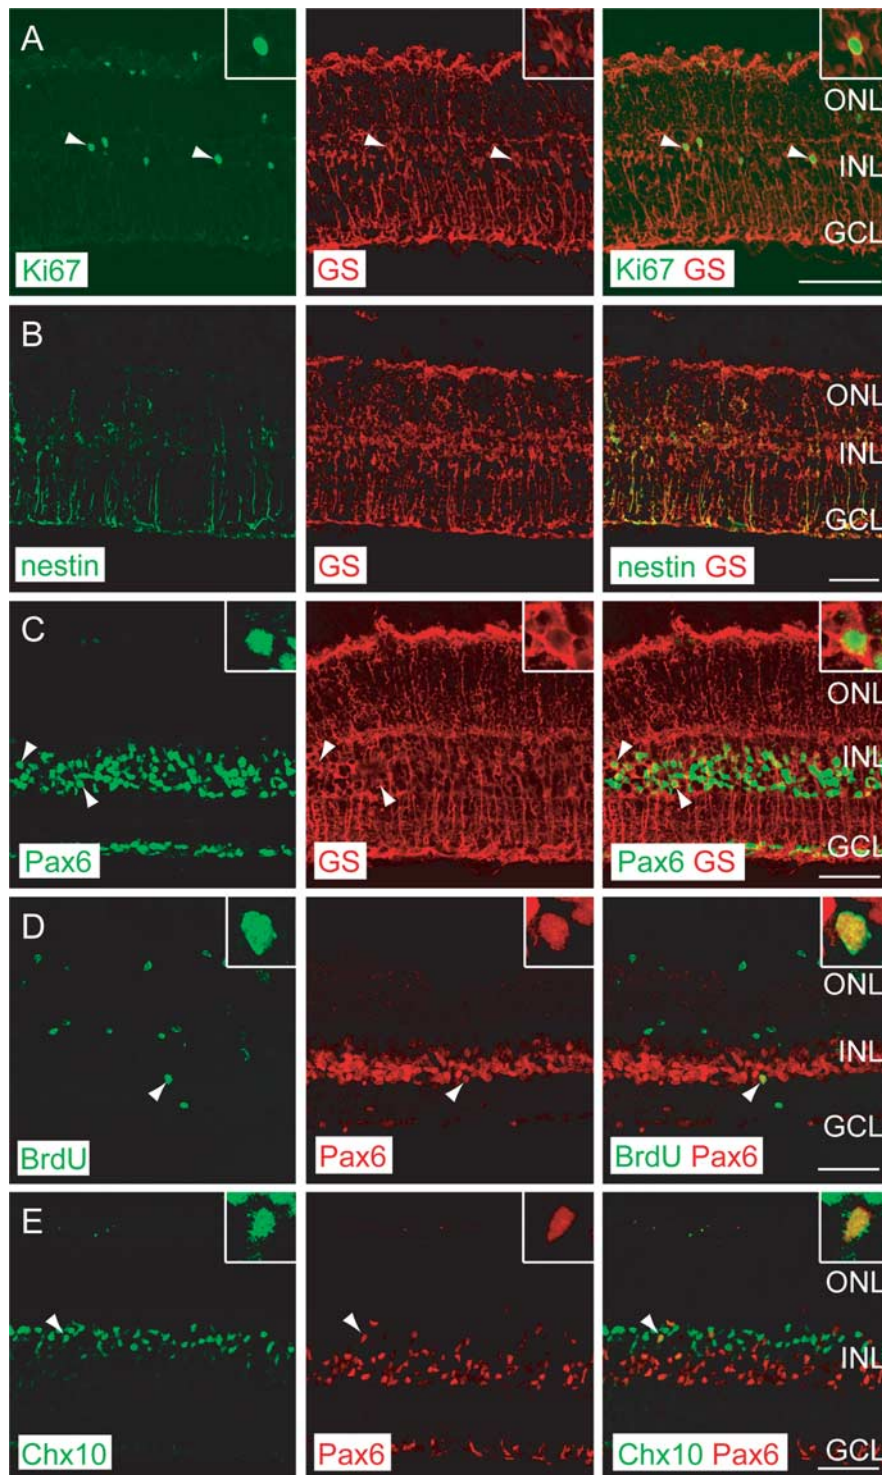 A
Ki67
GS
ONL
INL
GCL
Ki67 GS
B
nestin
GS
ONL
INL
GCL
nestin GS
C
Pax6
GS
ONL
INL
GCL
Pax6 GS
D
BrdU
Pax6
ONL
INL
GCL
BrdU Pax6
E
Chx10
Pax6
ONL
INL
GCL
Chx10 Pax6